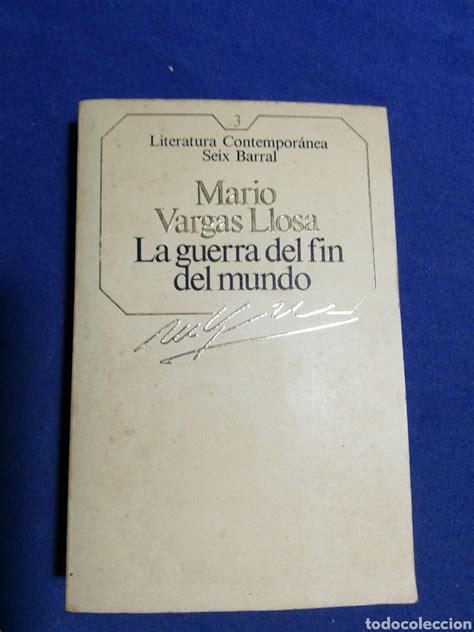 3
Literatura Contemporánea
Seix Barral
Mario
Vargas Llosa
La guerra del fin
del mundo
todocoleccion